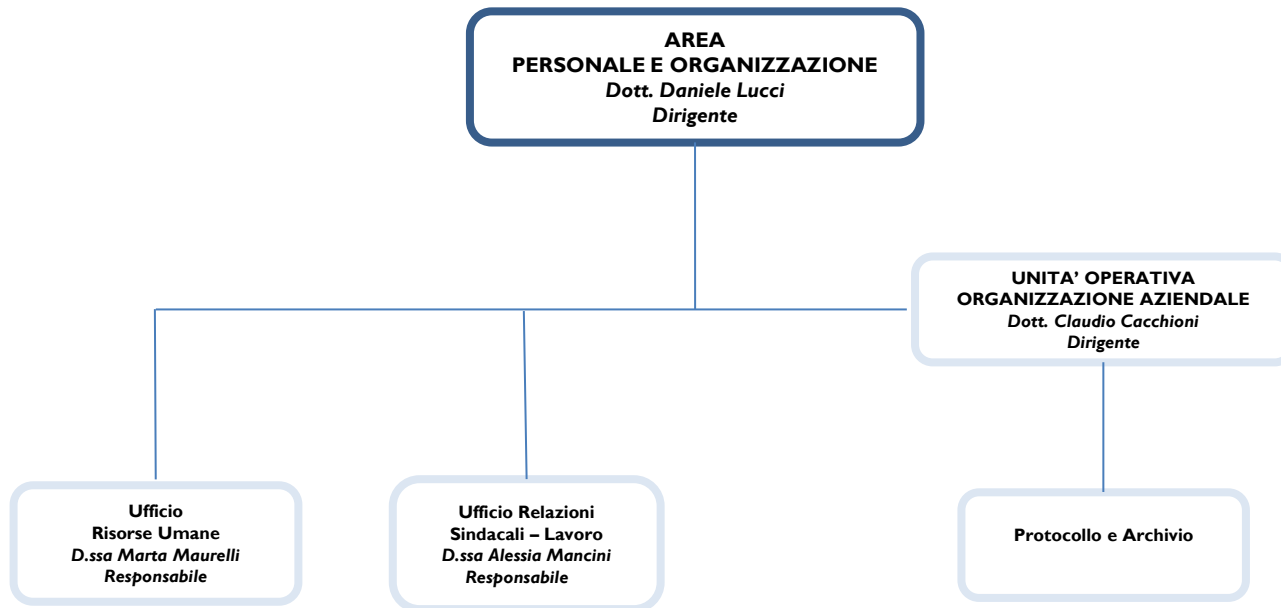 AREA
PERSONALE E ORGANIZZAZIONE
Dott. Daniele Lucci
Dirigente
UNITA’ OPERATIVA
ORGANIZZAZIONE AZIENDALE
Dott. Claudio Cacchioni
Dirigente
Ufficio
Risorse Umane
D.ssa Marta Maurelli
Responsabile
Ufficio Relazioni
Sindacali – Lavoro
D.ssa Alessia Mancini
Responsabile
Protocollo e Archivio